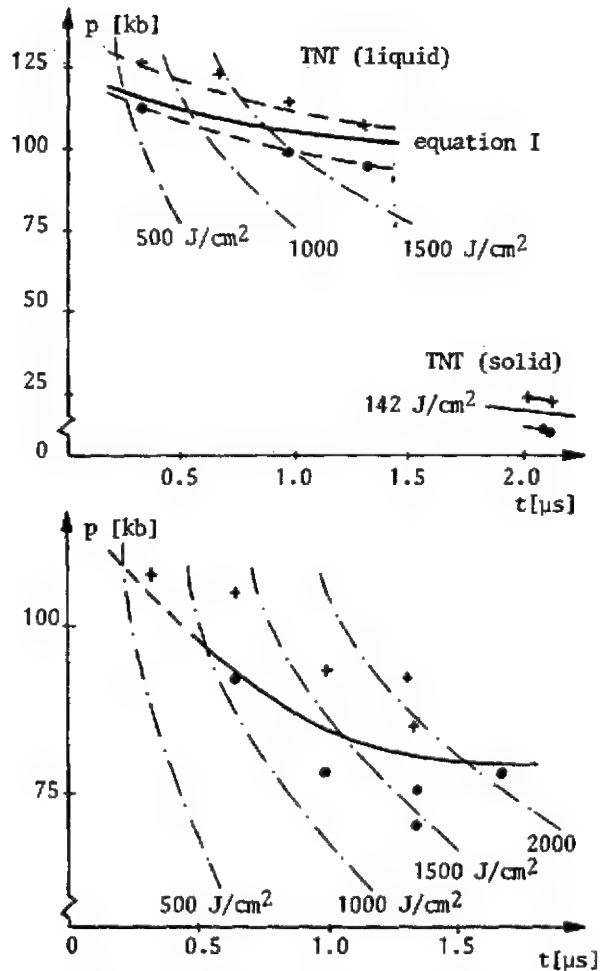 p [kb]
TNT (liquid)
125
100
equation I
75
500 J/cm²
1000
1500 J/cm²
50
TNT (solid)
25
142 J/cm²
0
0.5
1.0
1.5
2.0
t[µs]
p [kb]
100
75
2000
1500 J/cm²
500 J/cm²
1000 J/cm²
0
0.5
1.0
1.5
t[µs]